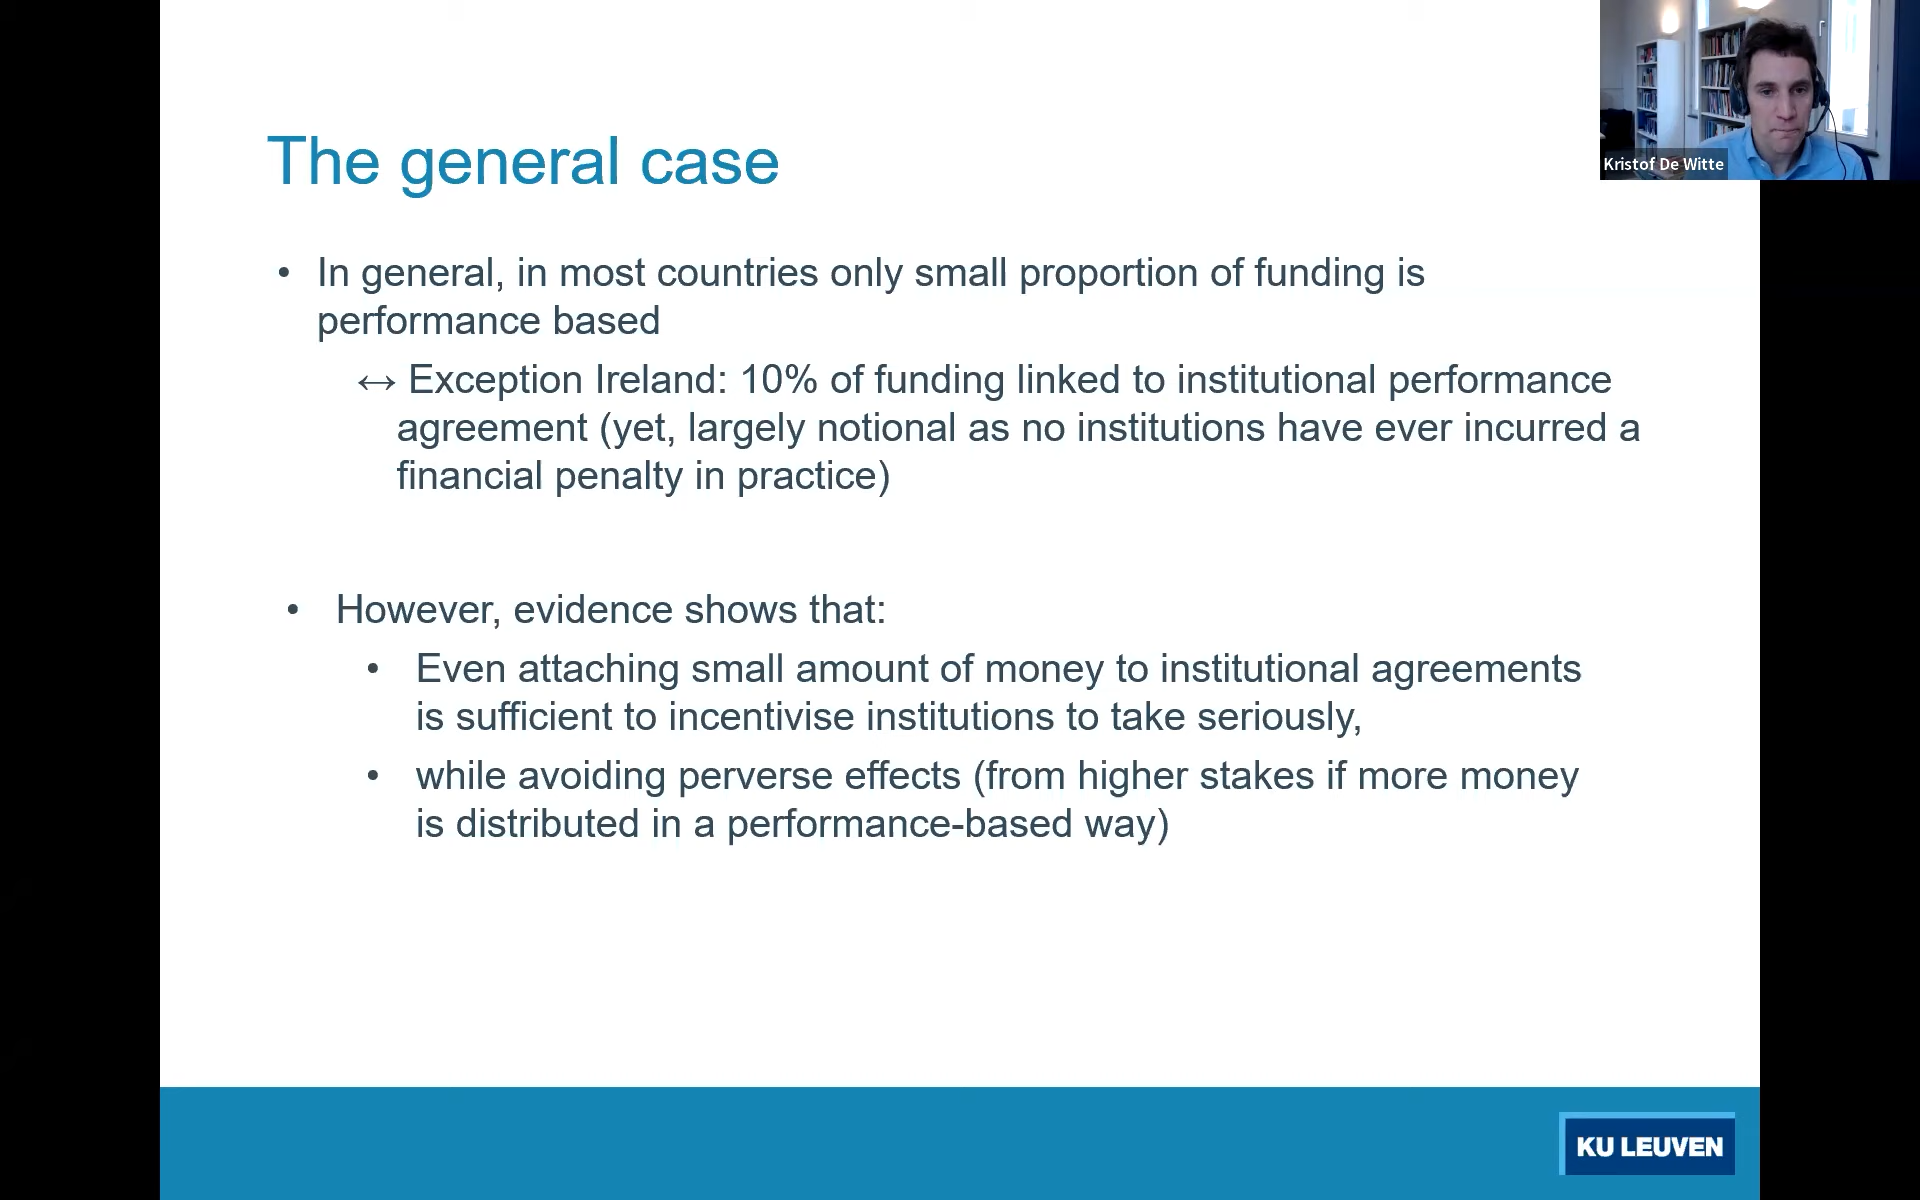 Kristof De Witte
The general case
• In general, in most countries only small proportion of funding is
performance based
↔ Exception Ireland: 10% of funding linked to institutional performance
agreement (yet, largely notional as no institutions have ever incurred a
financial penalty in practice)
• However, evidence shows that:
• Even attaching small amount of money to institutional agreements
is sufficient to incentivise institutions to take seriously,
• while avoiding perverse effects (from higher stakes if more money
is distributed in a performance-based way)
KU LEUVEN